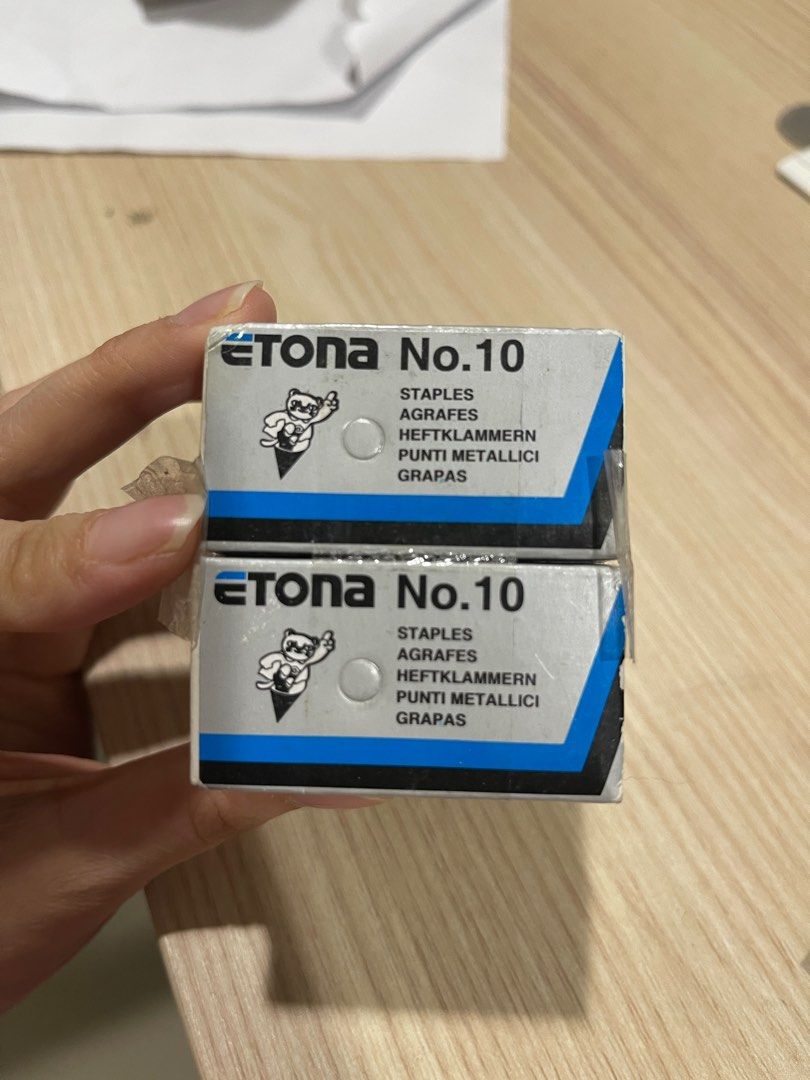 ETONA No.10
STAPLES
AGRAFES
HEFTKLAMMERN
PUNTI METALLICI
GRAPAS
ETONA No.10
STAPLES
AGRAFES
HEFTKLAMMERN
PUNTI METALLICI
GRAPAS